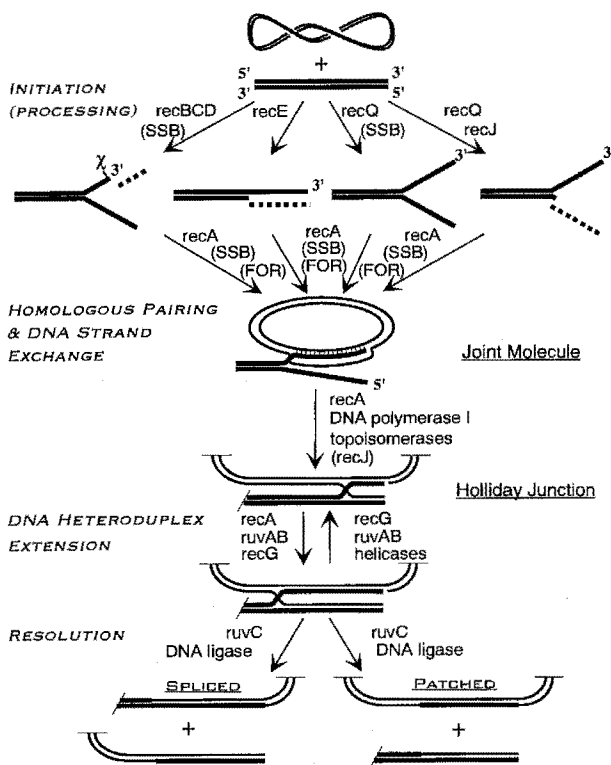 +
5' 3'
3' 5'
INITIATION
(PROCESSING)
recBCD
(SSB)
recE
recQ
(SSB)
recQ
recJ
χ 3'
3'
3'
3
recA
(SSB)
(FOR)
recA
(SSB)
(FOR)
recA
(SSB)
(FOR)
HOMOLOGOUS PAIRING
& DNA STRAND
EXCHANGE
Joint Molecule
5'
recA
DNA polymerase I
topoisomerases
(recJ)
Holliday Junction
DNA HETERODUPLEX
EXTENSION
recA
ruvAB
recG
recG
ruvAB
helicases
RESOLUTION
ruvC
DNA ligase
ruvC
DNA ligase
SPLICED
PATCHED
+ +